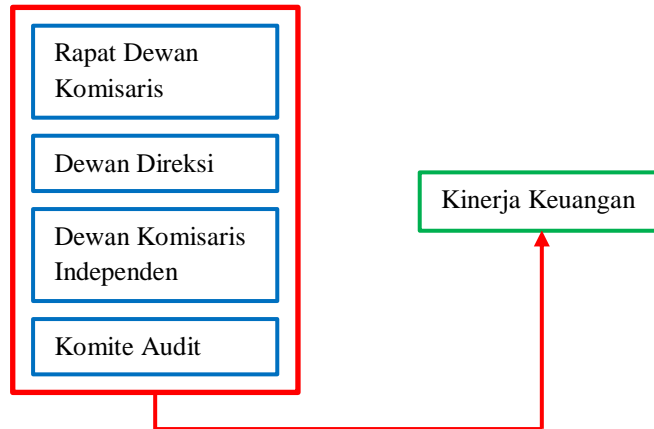 Rapat Dewan
Komisaris
Dewan Direksi
Kinerja Keuangan
Dewan Komisaris
Independen
Komite Audit